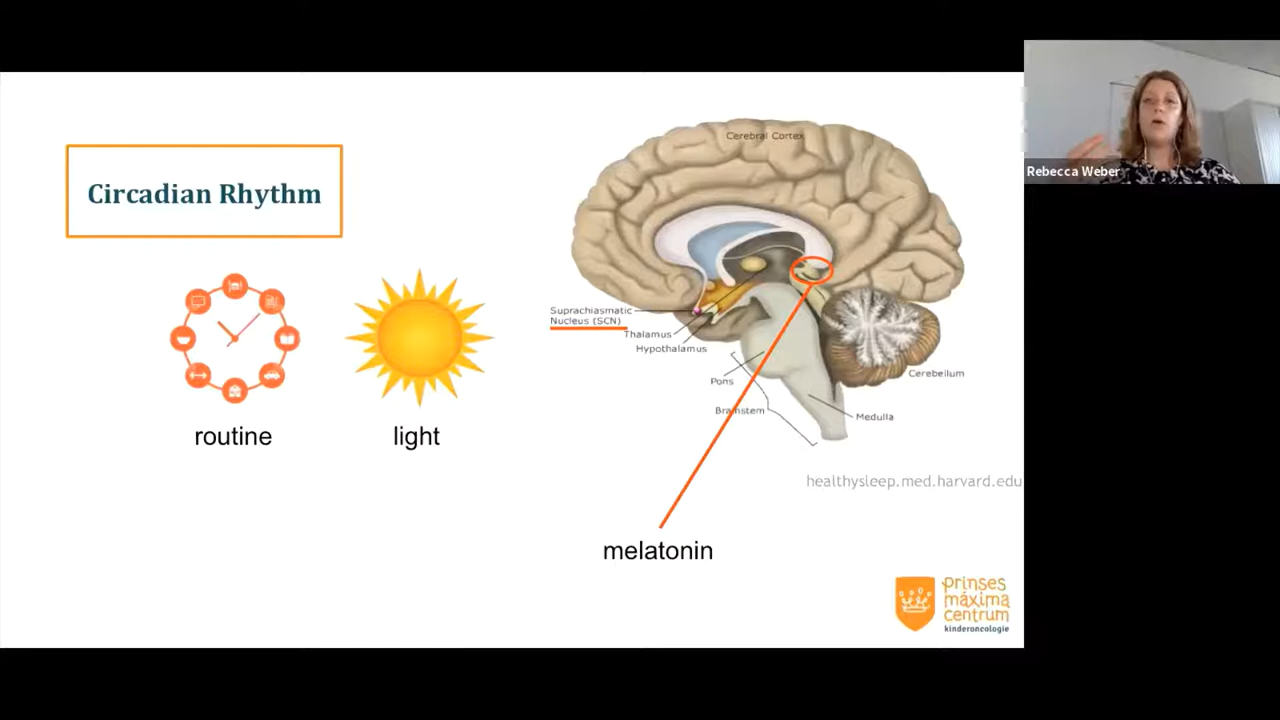 Circadian Rhythm
routine
light
Cerebral Cortex
Suprachiasmatic
Nucleus (SCN)
Thalamus
Hypothalamus
Pons
Brainstem
Cerebellum
Medulla
healthysleep.med.harvard.edu
melatonin
prinses
máxima
centrum
kinderoncologie
Rebecca Weber